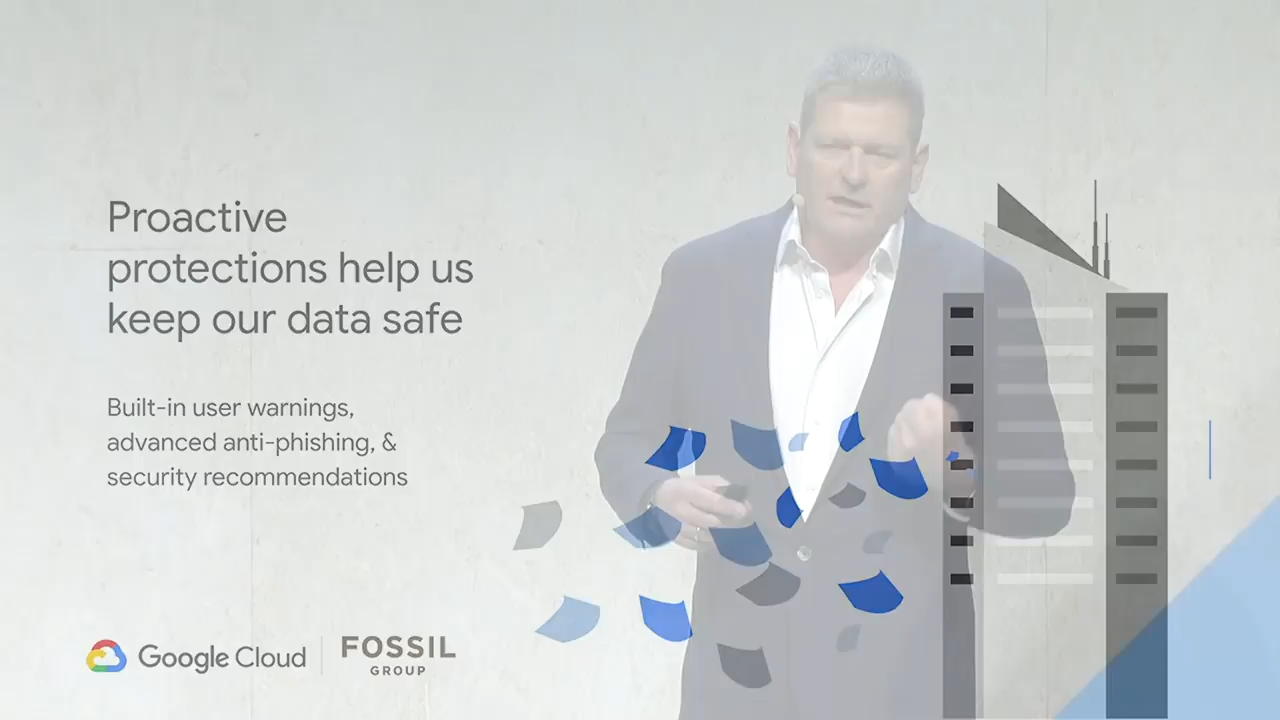 Proactive
protections help us
keep our data safe
Built-in user warnings,
advanced anti-phishing, &
security recommendations
Google Cloud
FOSSIL
GROUP